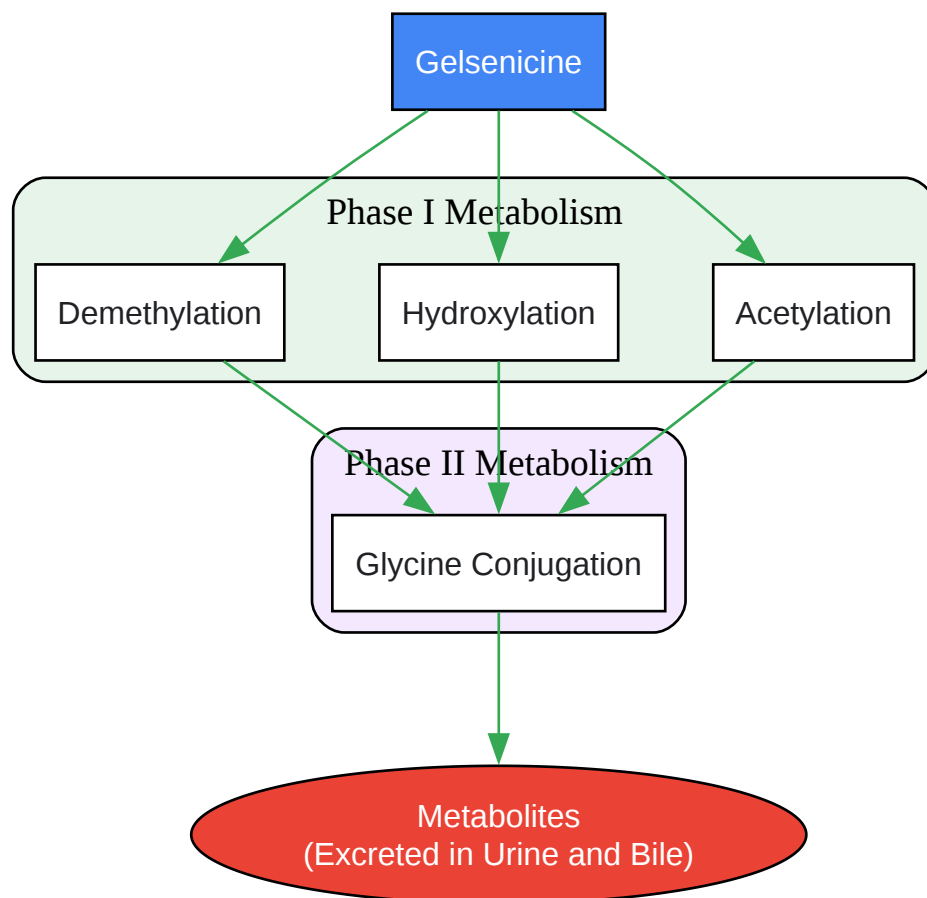 Gelsenicine
Phase I Metabolism
Demethylation
Hydroxylation
Acetylation
Phase II Metabolism
Glycine Conjugation
Metabolites
(Excreted in Urine and Bile)